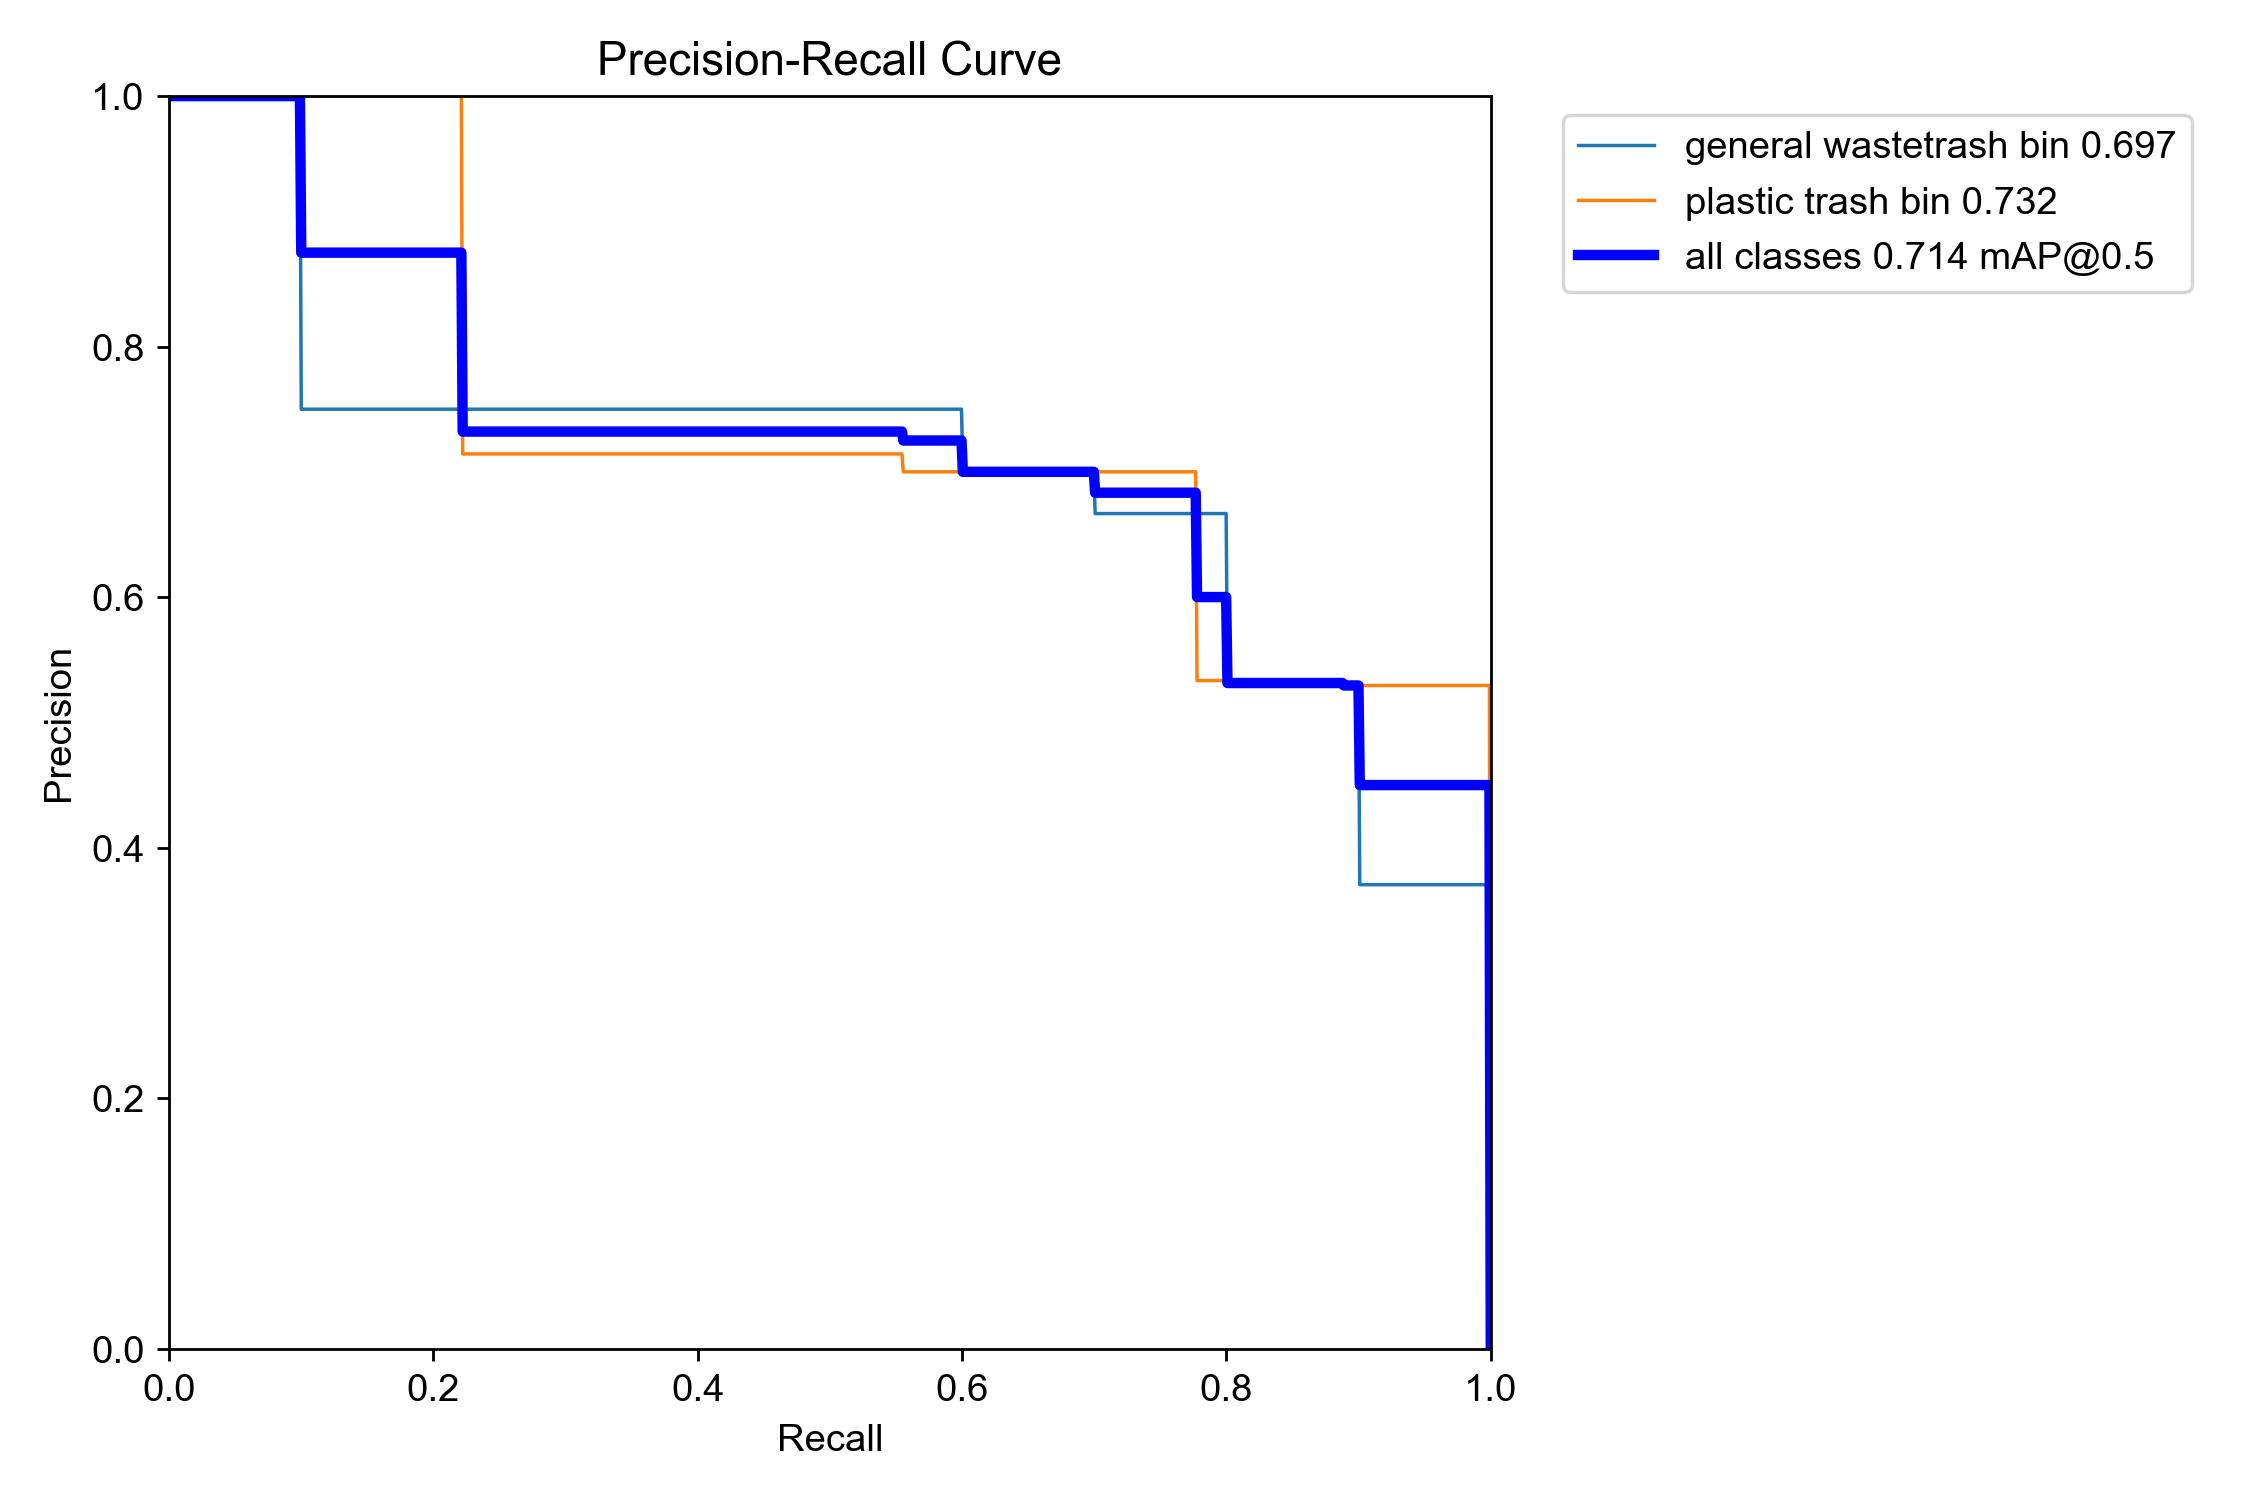 Precision-Recall Curve
1.0
0.8
0.6
0.4
0.2
0.0
Precision
0.0 0.2 0.4 0.6 0.8 1.0
Recall
general wastetrash bin 0.697
plastic trash bin 0.732
all classes 0.714 mAP@0.5